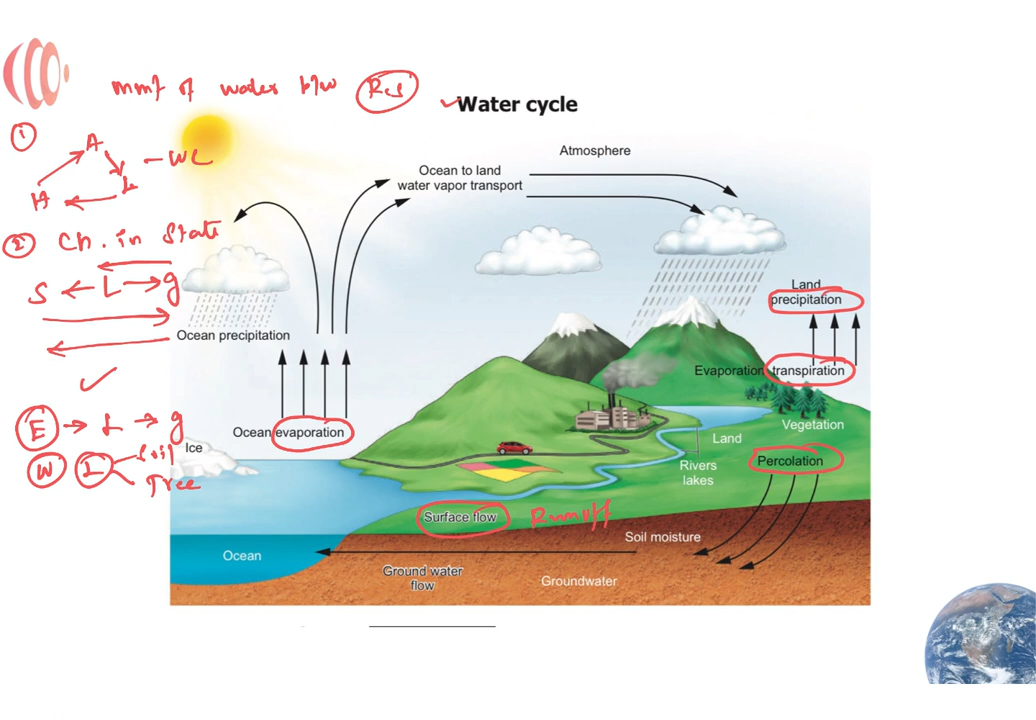 mmt of water b/w Rcs
Water cycle
①
A
H
L
– WC
② Ch. in State
S ← L → g
E → L → g
W I
Soil
Tree
Atmosphere
Ocean to land
water vapor transport
Ocean precipitation
Land
precipitation
Evaporation transpiration
Ocean evaporation
Vegetation
Ice
Land
Percolation
Rivers
lakes
Surface flow Runoff
Soil moisture
Ocean
Ground water
flow
Groundwater